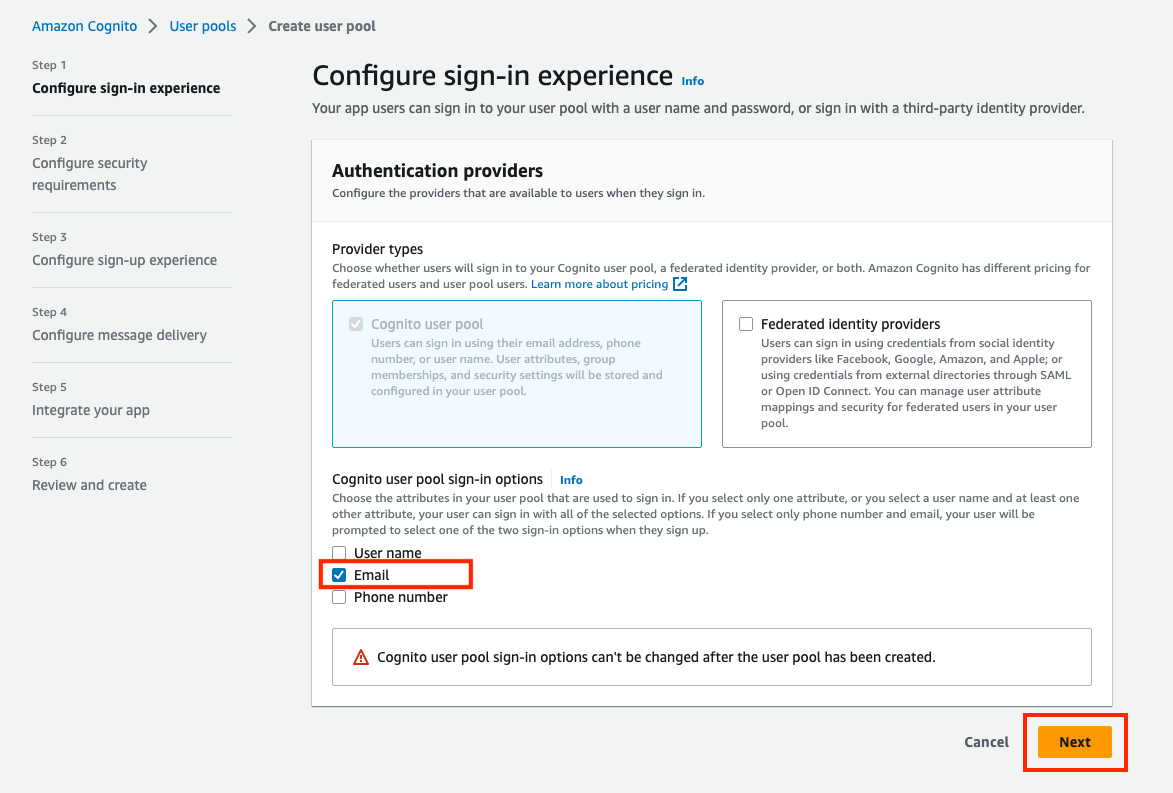 Amazon Cognito > User pools > Create user pool
Step 1
Configure sign-in experience
Step 2
Configure security
requirements
Step 3
Configure sign-up experience
Step 4
Configure message delivery
Step 5
Integrate your app
Step 6
Review and create
Configure sign-in experience Info
Your app users can sign in to your user pool with a user name and password, or sign in with a third-party identity provider.
Authentication providers
Configure the providers that are available to users when they sign in.
Provider types
Choose whether users will sign in to your Cognito user pool, a federated identity provider, or both. Amazon Cognito has different pricing for
federated users and user pool users. Learn more about pricing
Cognito user pool
Users can sign in using their email address, phone
number, or user name. User attributes, group
memberships, and security settings will be stored and
configured in your user pool.
Federated identity providers
Users can sign in using credentials from social identity
providers like Facebook, Google, Amazon, and Apple; or
using credentials from external directories through SAML
or Open ID Connect. You can manage user attribute
mappings and security for federated users in your user
pool.
Cognito user pool sign-in options Info
Choose the attributes in your user pool that are used to sign in. If you select only one attribute, or you select a user name and at least one
other attribute, your user can sign in with all of the selected options. If you select only phone number and email, your user will be
prompted to select one of the two sign-in options when they sign up.
User name
Email
Phone number
Cognito user pool sign-in options can't be changed after the user pool has been created.
Cancel
Next